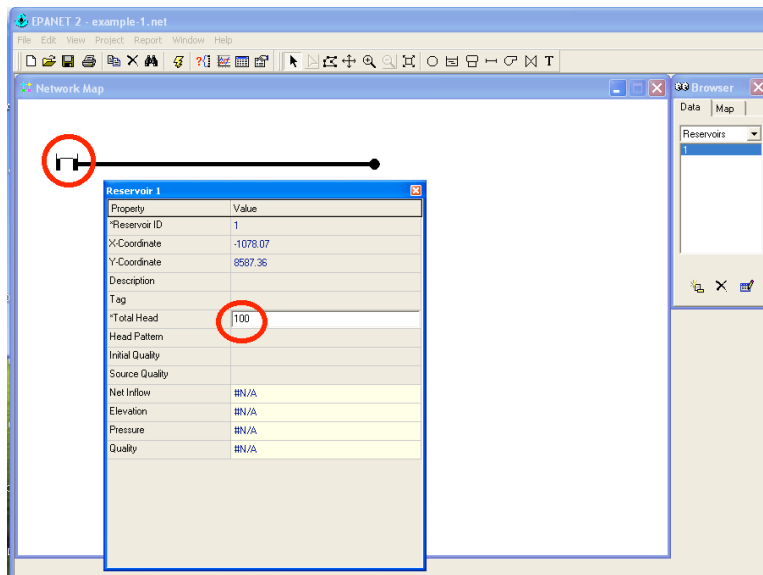 EPANET 2 - example-1.net
File Edit View Project Report Window Help
T
Network Map
Browser
Data Map
Reservoirs
1
Reservoir 1
Property Value
*Reservoir ID 1
X-Coordinate -1078.07
Y-Coordinate 8587.36
Description
Tag
*Total Head 100
Head Pattern
Initial Quality
Source Quality
Net Inflow #N/A
Elevation #N/A
Pressure #N/A
Quality #N/A